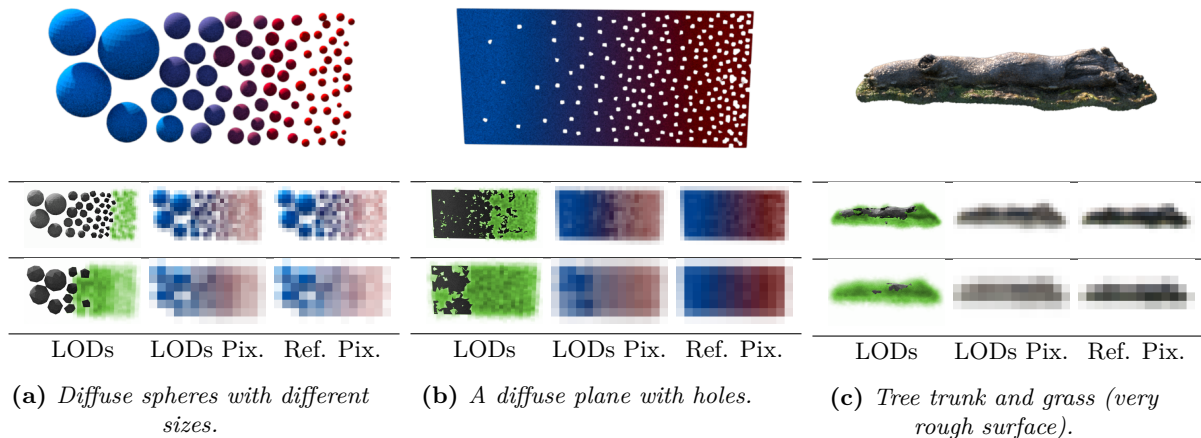 LODs LODs Pix. Ref. Pix.
LODs LODs Pix. Ref. Pix.
LODs LODs Pix. Ref. Pix.
(a) Diffuse spheres with different
sizes.
(b) A diffuse plane with holes.
(c) Tree trunk and grass (very
rough surface).